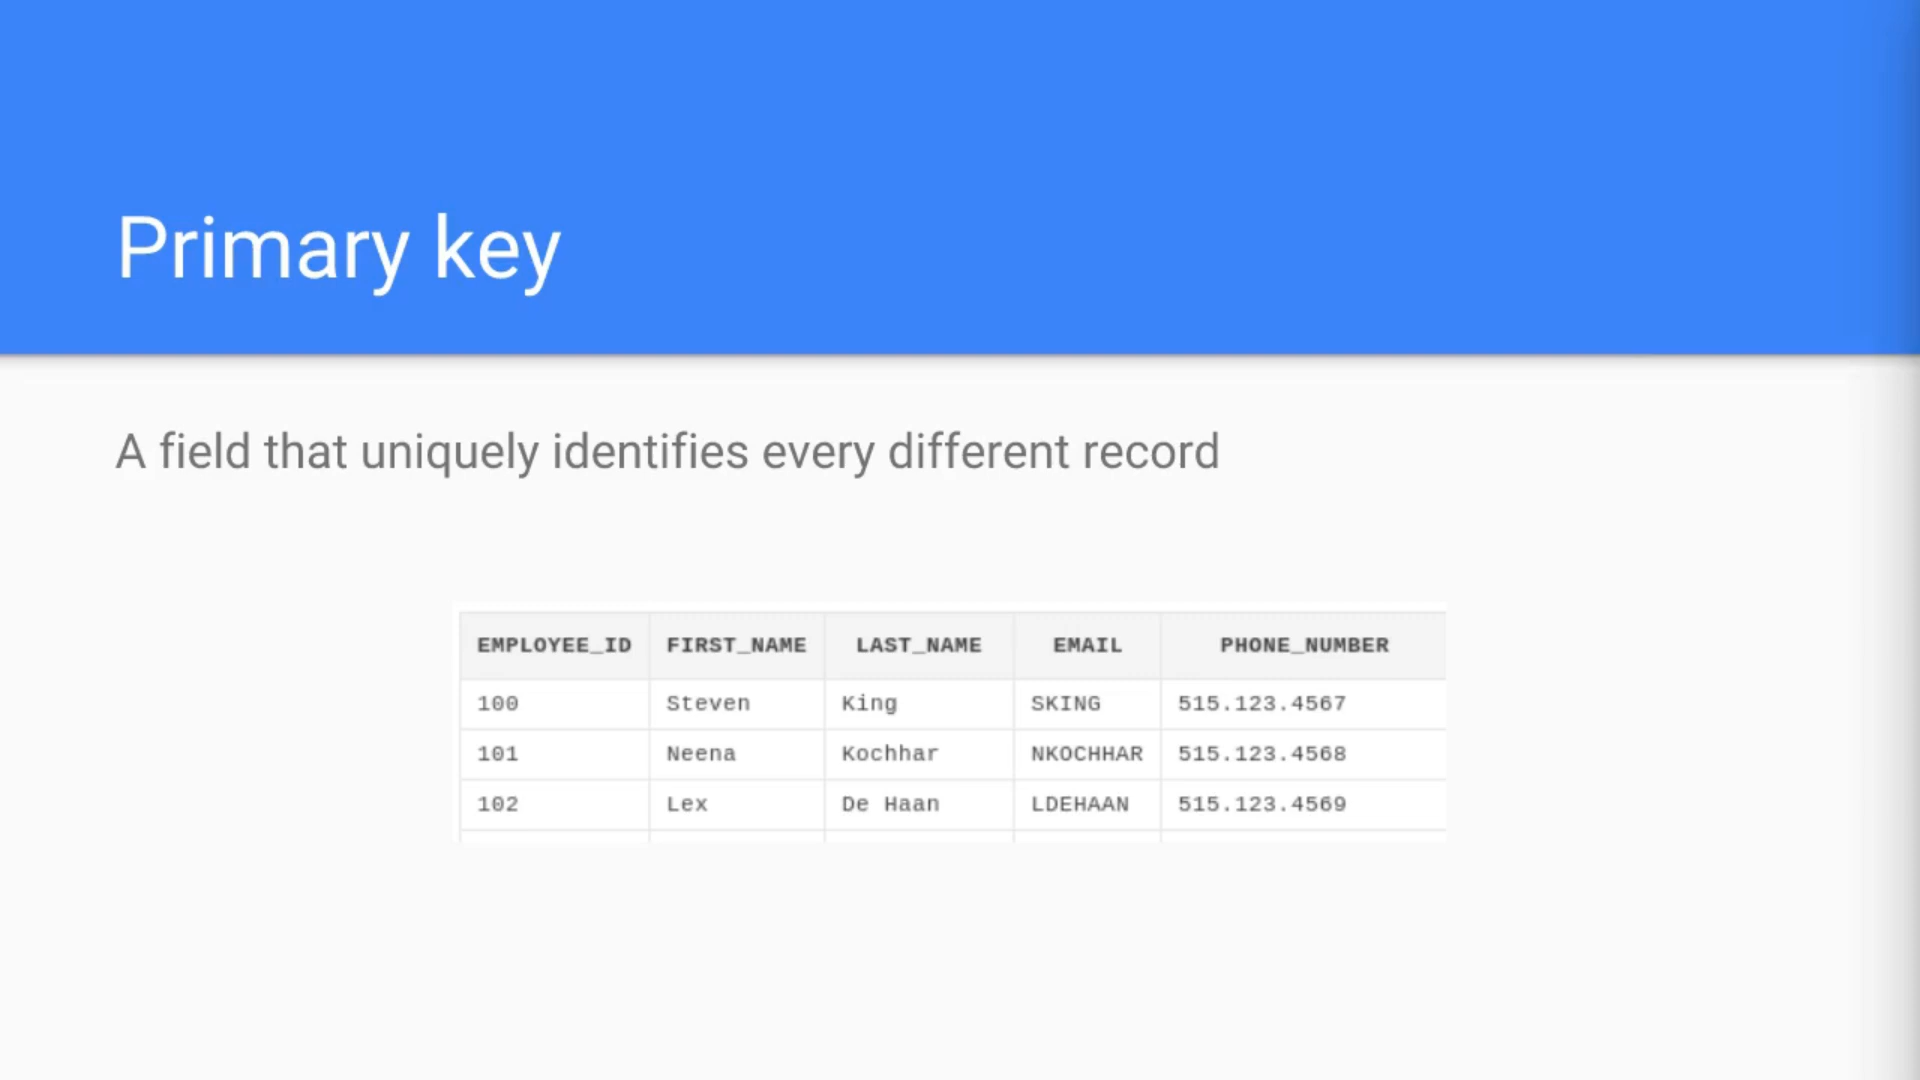 Primary key
A field that uniquely identifies every different record
EMPLOYEE_ID FIRST_NAME LAST_NAME EMAIL PHONE_NUMBER
100 Steven King SKING 515.123.4567
101 Neena Kochhar NKOCHHAR 515.123.4568
102 Lex De Haan LDEHAAN 515.123.4569